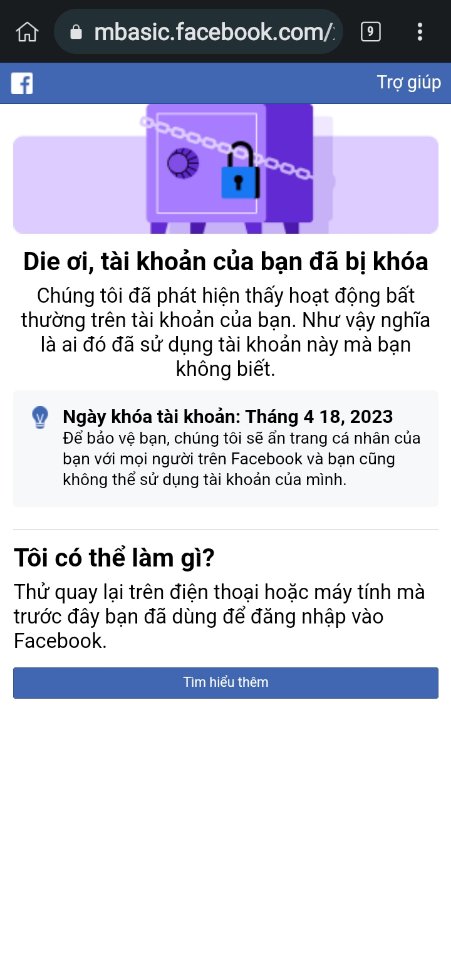 mbasic.facebook.com/
9
Trợ giúp
Die ơi, tài khoản của bạn đã bị khóa
Chúng tôi đã phát hiện thấy hoạt động bất
thường trên tài khoản của bạn. Như vậy nghĩa
là ai đó đã sử dụng tài khoản này mà bạn
không biết.
Ngày khóa tài khoản: Tháng 4 18, 2023
Để bảo vệ bạn, chúng tôi sẽ ẩn trang cá nhân của
bạn với mọi người trên Facebook và bạn cũng
không thể sử dụng tài khoản của mình.
Tôi có thể làm gì?
Thử quay lại trên điện thoại hoặc máy tính mà
trước đây bạn đã dùng để đăng nhập vào
Facebook.
Tìm hiểu thêm